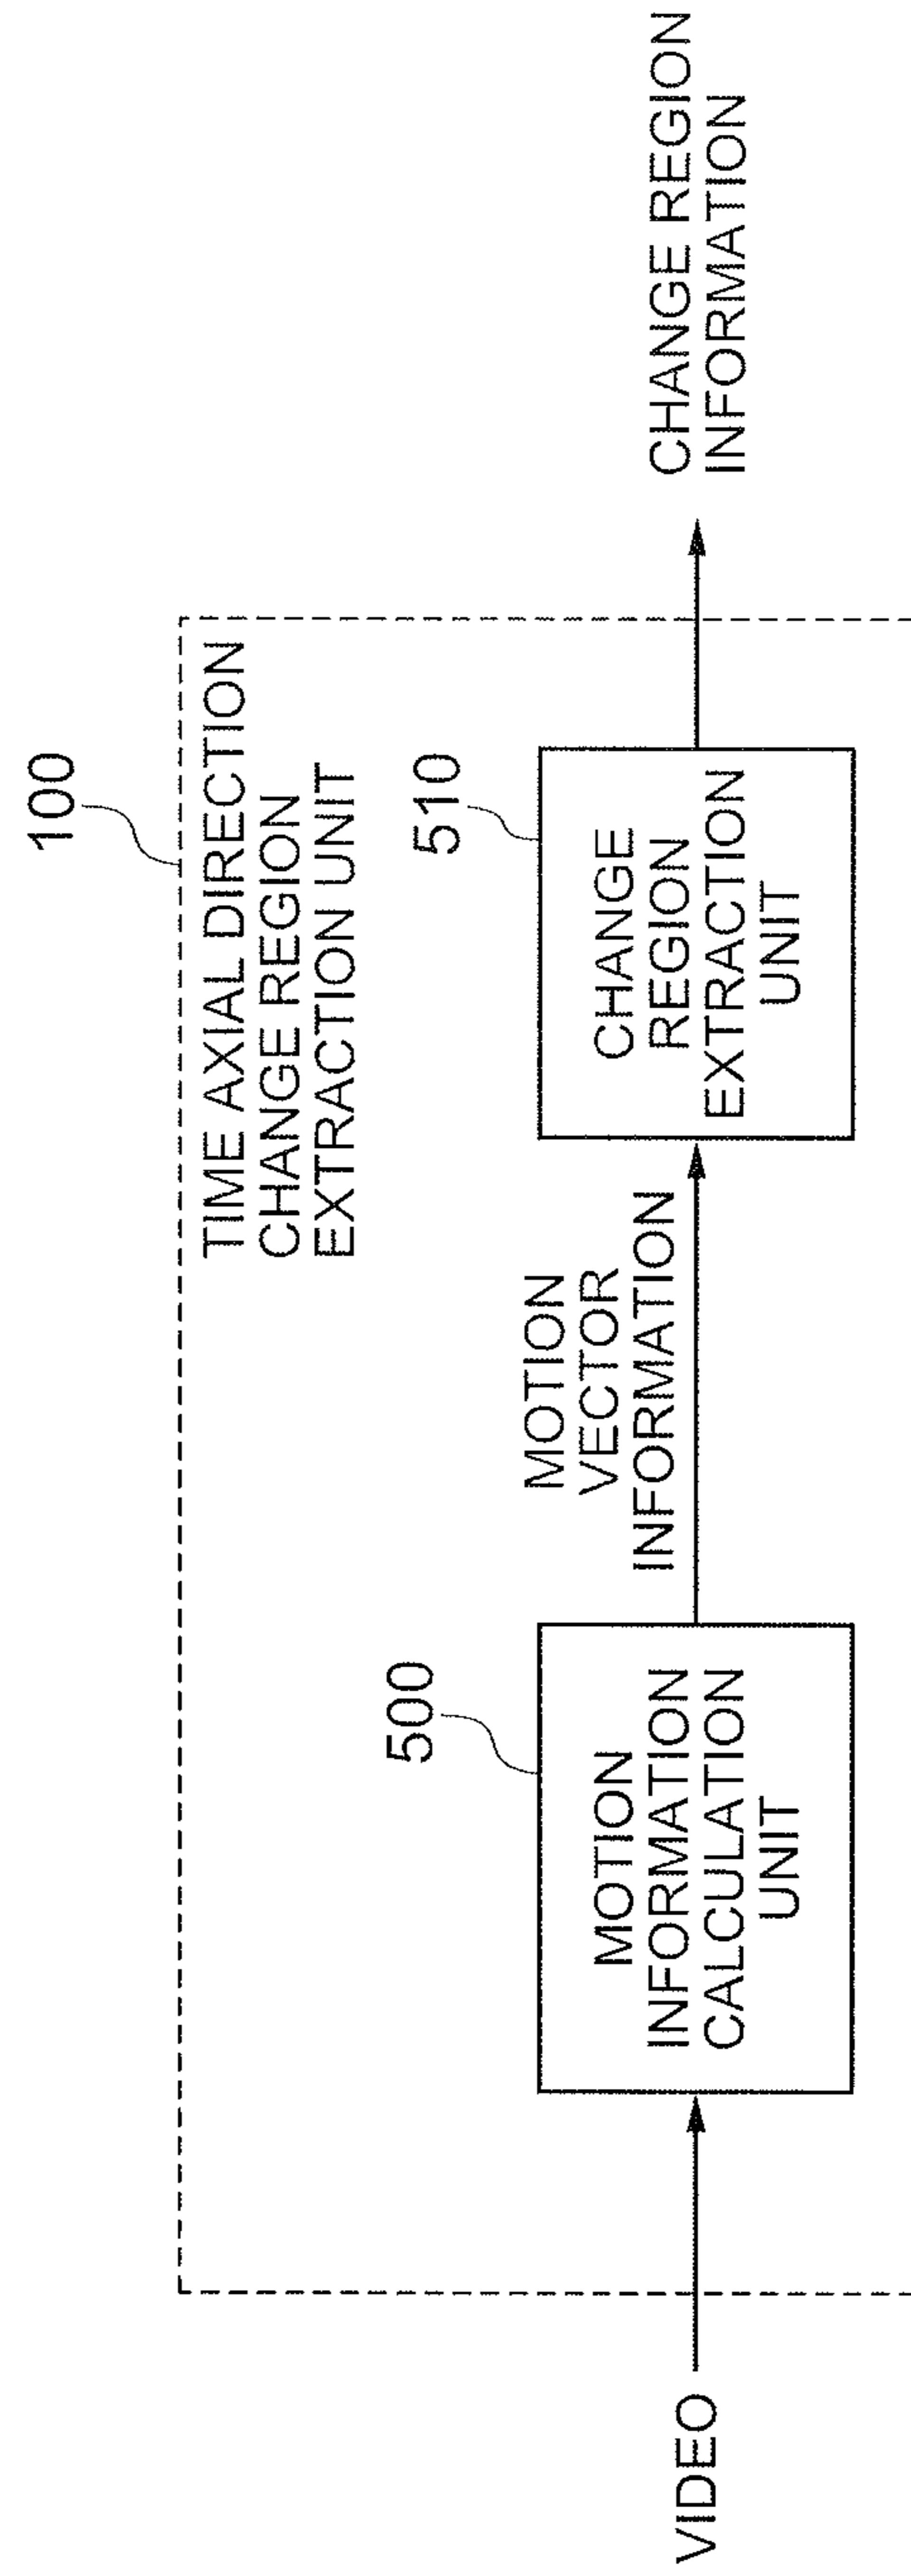 100
TIME AXIAL DIRECTION
CHANGE REGION
EXTRACTION UNIT
VIDEO
500
MOTION
INFORMATION
CALCULATION
UNIT
MOTION
VECTOR
INFORMATION
510
CHANGE
REGION
EXTRACTION
UNIT
CHANGE REGION
INFORMATION